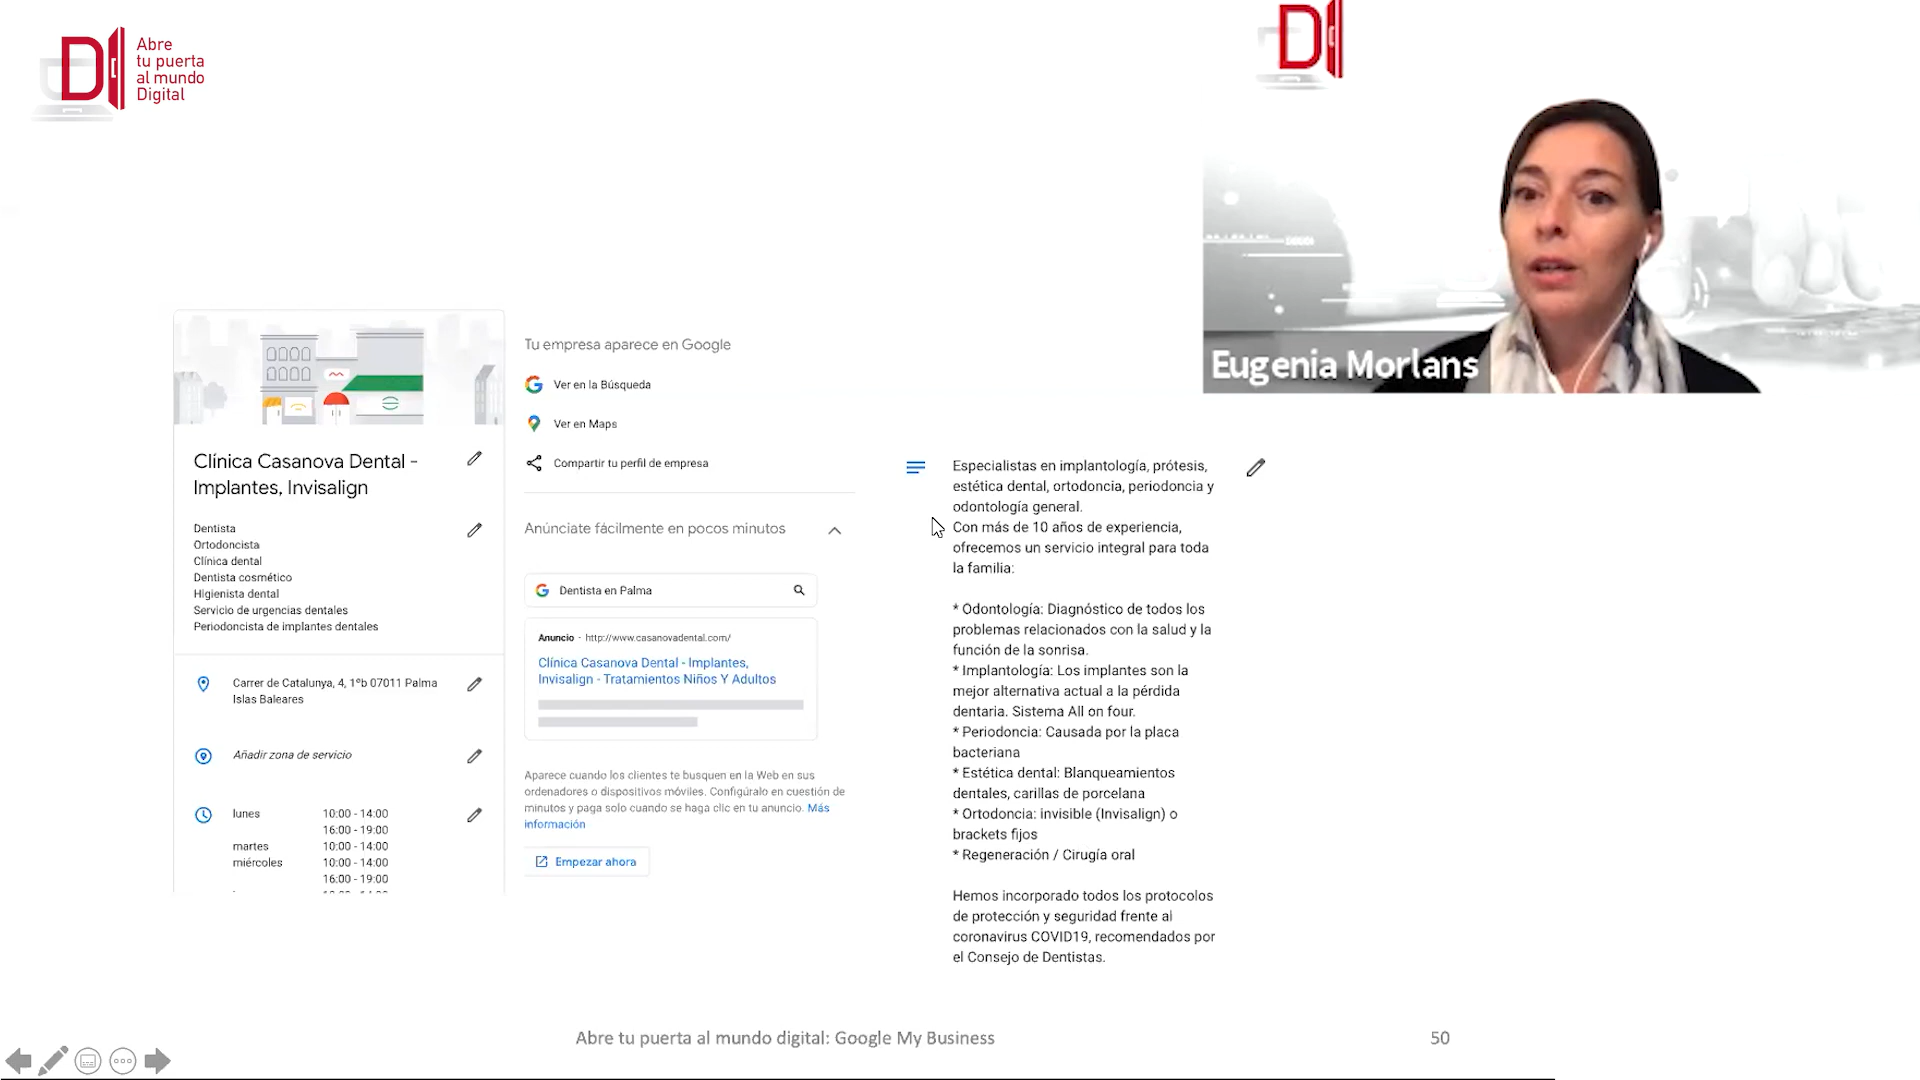 Abre
tu puerta
al mundo
Digital
Eugenia Morlans
Clínica Casanova Dental -
Implantes, Invisalign
Dentista
Ortodoncista
Clínica dental
Dentista cosmético
Higienista dental
Servicio de urgencias dentales
Periodoncista de implantes dentales
Carrer de Catalunya, 4, 1ºb 07011 Palma
Islas Baleares
Añadir zona de servicio
lunes 10:00 - 14:00
16:00 - 19:00
martes 10:00 - 14:00
miércoles 10:00 - 14:00
16:00 - 19:00
Tu empresa aparece en Google
Ver en la Búsqueda
Ver en Maps
Compartir tu perfil de empresa
Anúnciate fácilmente en pocos minutos
Dentista en Palma
Anuncio - http://www.casanovadental.com/
Clínica Casanova Dental - Implantes,
Invisalign - Tratamientos Niños Y Adultos
Aparece cuando los clientes te busquen en la Web en sus
ordenadores o dispositivos móviles. Configúralo en cuestión de
minutos y paga solo cuando se haga clic en tu anuncio. Más
información
Empezar ahora
Especialistas en implantología, prótesis,
estética dental, ortodoncia, periodoncia y
odontología general.
Con más de 10 años de experiencia,
ofrecemos un servicio integral para toda
la familia:
* Odontología: Diagnóstico de todos los
problemas relacionados con la salud y la
función de la sonrisa.
* Implantología: Los implantes son la
mejor alternativa actual a la pérdida
dentaria. Sistema All on four.
* Periodoncia: Causada por la placa
bacteriana
* Estética dental: Blanqueamientos
dentales, carillas de porcelana
* Ortodoncia: invisible (Invisalign) o
brackets fijos
* Regeneración / Cirugía oral
Hemos incorporado todos los protocolos
de protección y seguridad frente al
coronavirus COVID19, recomendados por
el Consejo de Dentistas.
Abre tu puerta al mundo digital: Google My Business
50